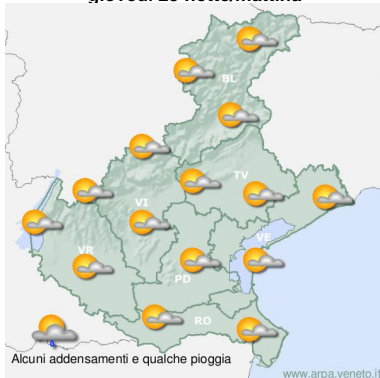 BL
TV
VI
VE
VR
PD
RO
Alcuni addensamenti e qualche pioggia
www.arpa.veneto.it